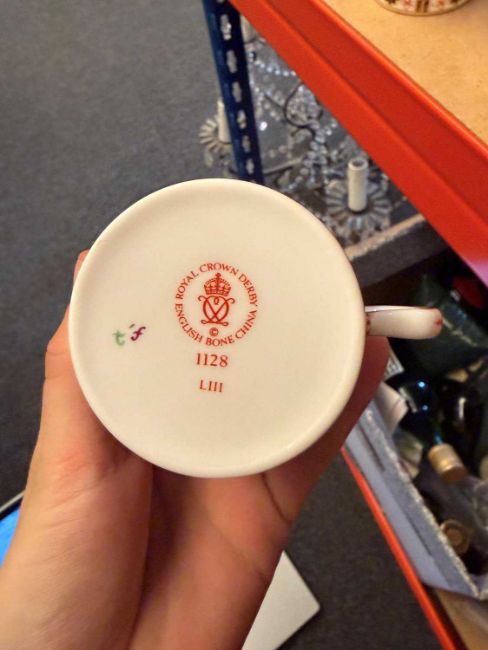 ROYAL CROWN DERBY
ENGLISH BONE CHINA
©
1128
LIII